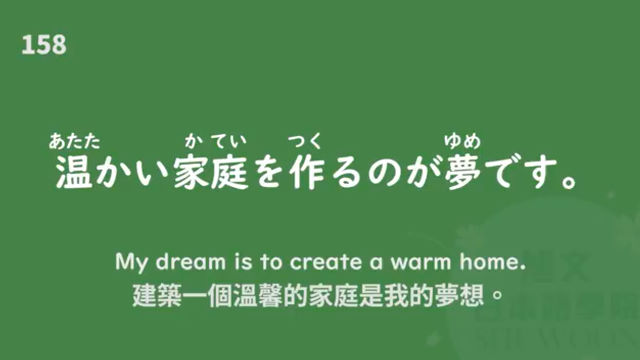 158
あたた か てい つく ゆめ
温かい家庭を作るのが夢です。
My dream is to create a warm home.
建築一個溫馨的家庭是我的夢想。